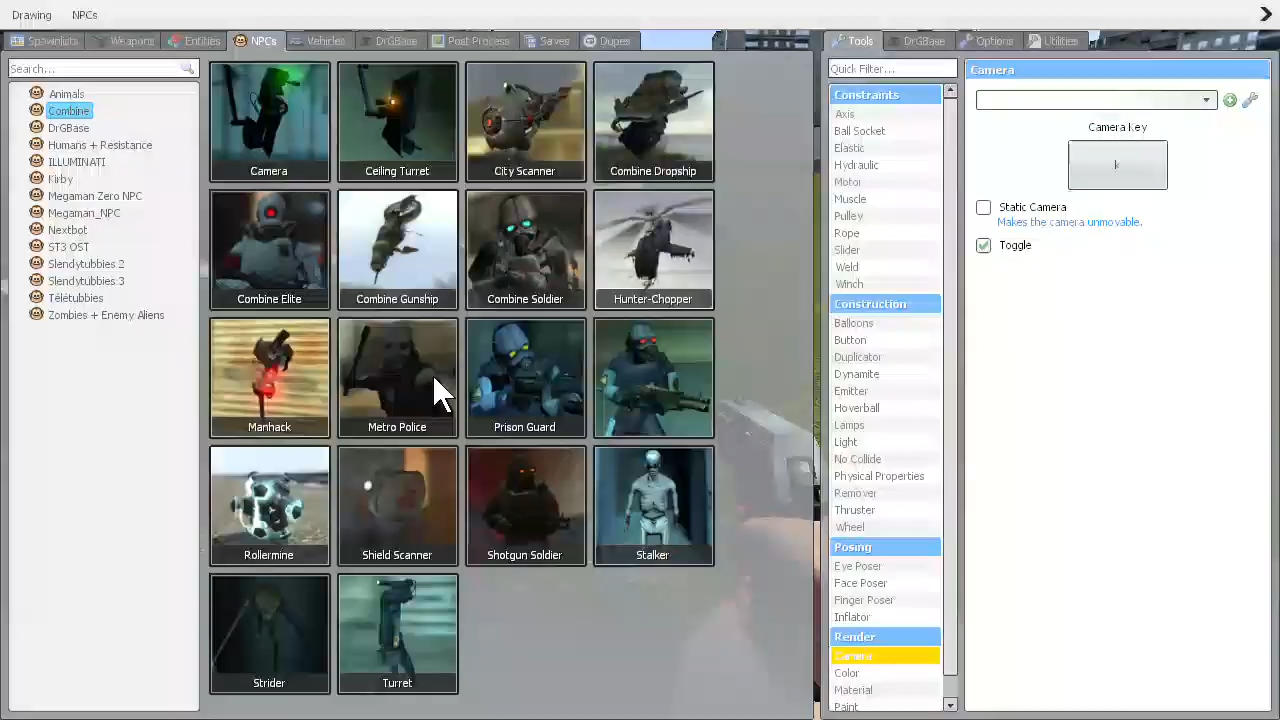 Drawing NPCs
Spawnlists Weapons Entities NPCs Vehicles DrGBase Post Process Saves Dupes
Search...
Animals
Combine
DrGBase
Humans + Resistance
ILLUMINATI
Kirby
Megaman Zero NPC
Megaman_NPC
Nextbot
ST3 OST
Slendytubbies 2
Slendytubbies 3
Teletubbies
Zombies + Enemy Aliens
Camera Ceiling Turret City Scanner Combine Dropship
Combine Elite Combine Gunship Combine Soldier Hunter-Chopper
Manhack Metro Police Prison Guard
Rollermine Shield Scanner Shotgun Soldier Stalker
Strider Turret
Tools DrGBase Options Utilities
Quick Filter...
Constraints
Axis
Ball Socket
Elastic
Hydraulic
Motor
Muscle
Pulley
Rope
Slider
Weld
Winch
Construction
Balloons
Button
Duplicator
Dynamite
Emitter
Hoverball
Lamps
Light
No Collide
Physical Properties
Remover
Thruster
Wheel
Posing
Eye Poser
Face Poser
Finger Poser
Inflator
Render
Camera
Color
Material
Paint
Camera
Camera Key
k
Static Camera
Makes the camera unmovable.
Toggle